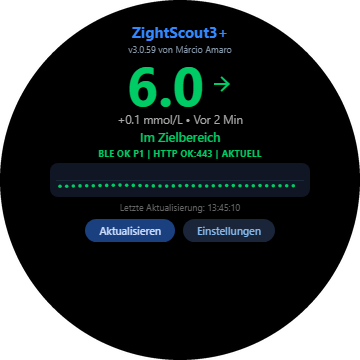 ZightScout3+
v3.0.59 von Márcio Amaro
6.0 →
+0.1 mmol/L • Vor 2 Min
Im Zielbereich
BLE OK P1 | HTTP OK:443 | AKTUELL
Letzte Aktualisierung: 13:45:10
Aktualisieren Einstellungen